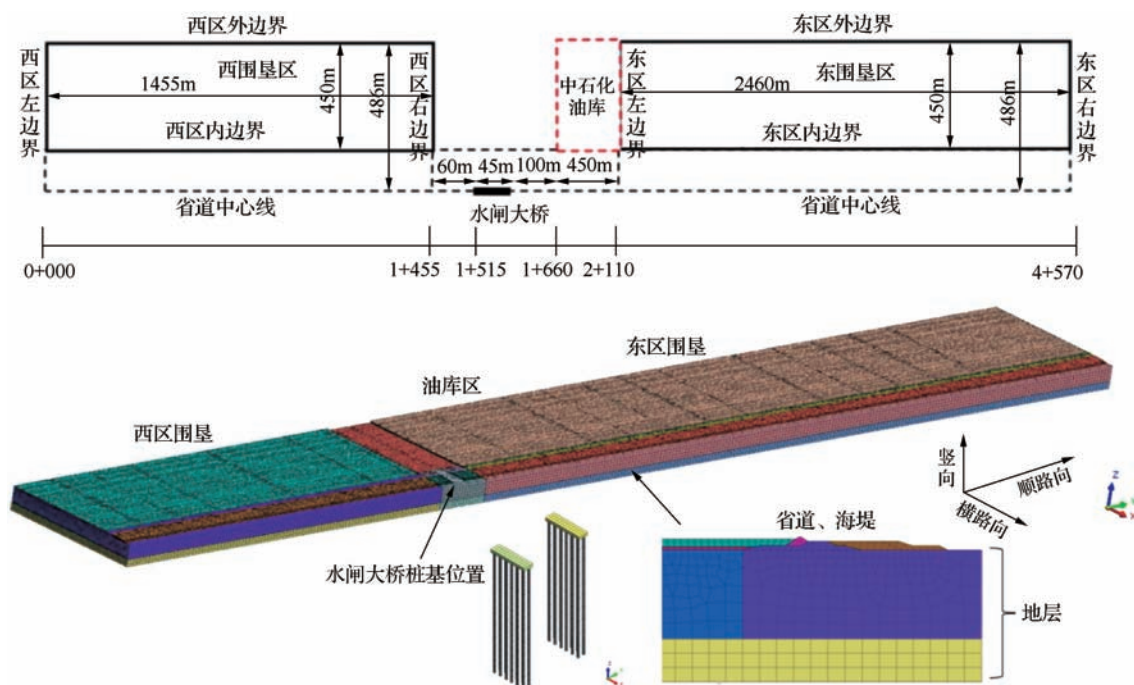 西区外边界
东区外边界
西区左边界
西围垦区
1455m
450m
486m
西区右边界
西区内边界
中石化
油库
东区左边界
东围垦区
2460m
450m
486m
东区右边界
东区内边界
60m
45m
100m
450m
省道中心线
水闸大桥
省道中心线
0+000
1+455
1+515
1+660
2+110
4+570
东区围垦
油库区
西区围垦
竖向
顺路向
横路向
Z
省道、海堤
水闸大桥桩基位置
地层